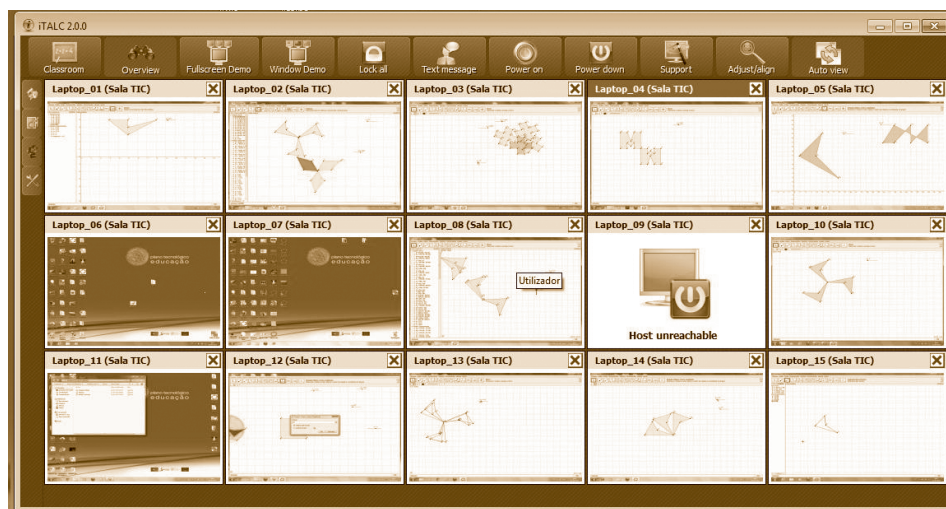 iTALC 2.0.0
Classroom Overview Fullscreen Demo Window Demo Lock all Text message Power on Power down Support Adjust/align Auto view
Laptop_01 (Sala TIC) Laptop_02 (Sala TIC) Laptop_03 (Sala TIC) Laptop_04 (Sala TIC) Laptop_05 (Sala TIC)
Laptop_06 (Sala TIC) Laptop_07 (Sala TIC) Laptop_08 (Sala TIC) Laptop_09 (Sala TIC) Laptop_10 (Sala TIC)
educação educação
Utilizador
Host unreachable
Laptop_11 (Sala TIC) Laptop_12 (Sala TIC) Laptop_13 (Sala TIC) Laptop_14 (Sala TIC) Laptop_15 (Sala TIC)
educação